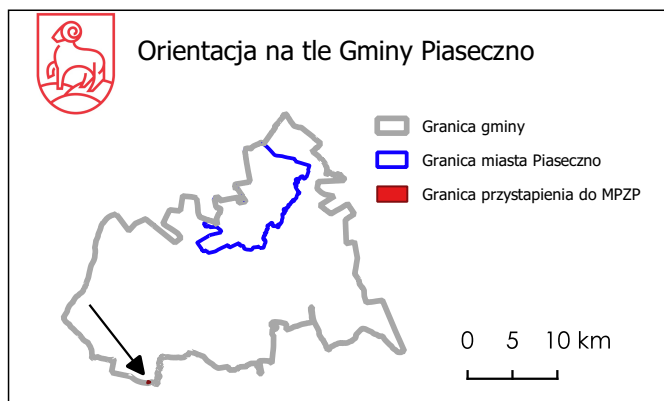 Orientacja na tle Gminy Piaseczno
Granica gminy
Granica miasta Piaseczno
Granica przystapienia do MPZP
0 5 10 km